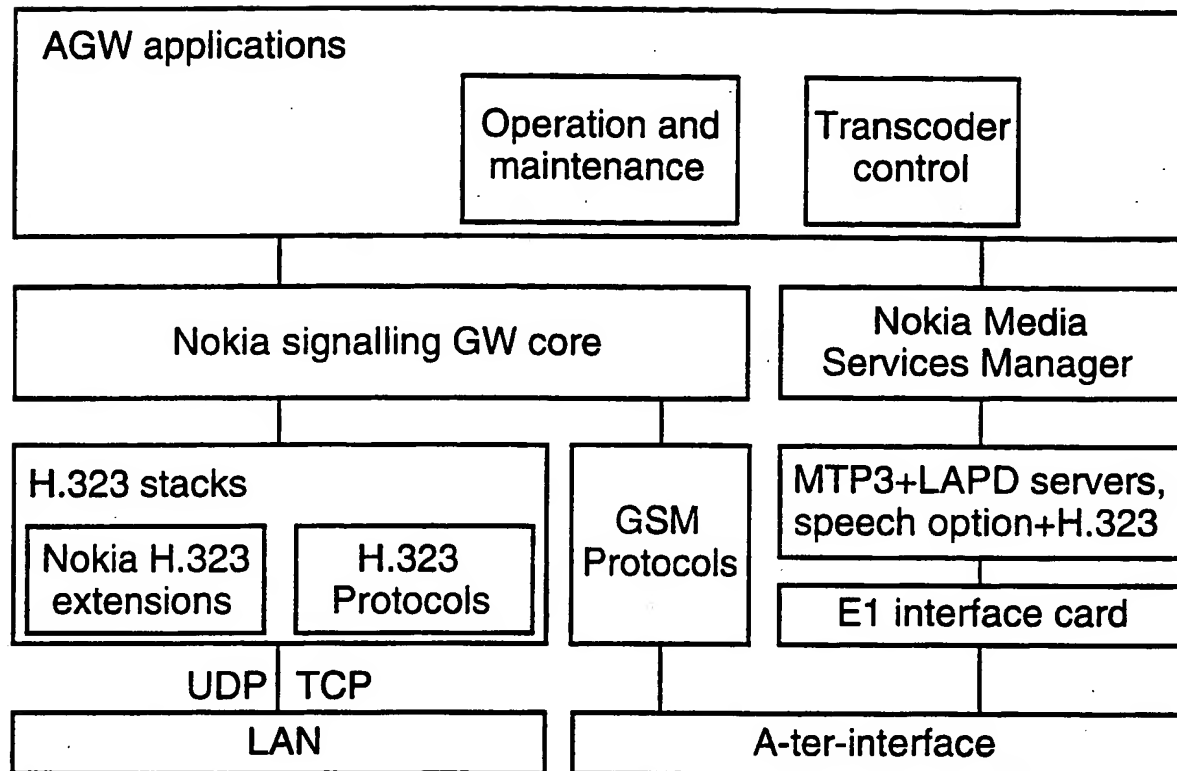 AGW applications
Operation and
maintenance
Transcoder
control
Nokia signalling GW core
Nokia Media
Services Manager
H.323 stacks
Nokia H.323
extensions
H.323
Protocols
GSM
Protocols
MTP3+LAPD servers,
speech option+H.323
E1 interface card
UDP TCP
LAN
A-ter-interface